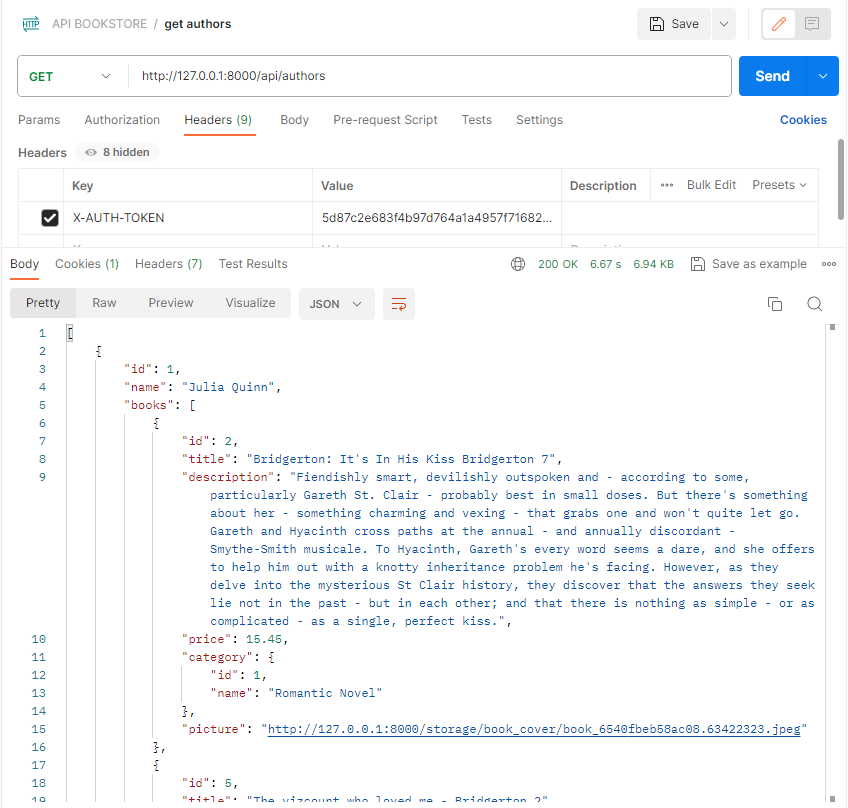 HTTP API BOOKSTORE / get authors Save
GET http://127.0.0.1:8000/api/authors Send
Params Authorization Headers (9) Body Pre-request Script Tests Settings Cookies
Headers 8 hidden
Key Value Description Bulk Edit Presets
X-AUTH-TOKEN 5d87c2e683f4b97d764a1a4957f71682...
Body Cookies (1) Headers (7) Test Results 200 OK 6.67 s 6.94 KB Save as example
Pretty Raw Preview Visualize JSON
1 [
2 {
3 "id": 1,
4 "name": "Julia Quinn",
5 "books": [
6 {
7 "id": 2,
8 "title": "Bridgerton: It's In His Kiss Bridgerton 7",
9 "description": "Fiendishly smart, devilishly outspoken and - according to some,
particularly Gareth St. Clair - probably best in small doses. But there's something
about her - something charming and vexing - that grabs one and won't quite let go.
Gareth and Hyacinth cross paths at the annual - and annually discordant -
Smythe-Smith musicale. To Hyacinth, Gareth's every word seems a dare, and she offers
to help him out with a knotty inheritance problem he's facing. However, as they
delve into the mysterious St Clair history, they discover that the answers they seek
lie not in the past - but in each other; and that there is nothing as simple - or as
complicated - as a single, perfect kiss.",
10 "price": 15.45,
11 "category": {
12 "id": 1,
13 "name": "Romantic Novel"
14 },
15 "picture": "http://127.0.0.1:8000/storage/book_cover/book_6540fbeb58ac08.63422323.jpeg"
16 },
17 {
18 "id": 5,
19 "title": "The vizcount who loved me - Bridgerton 2"